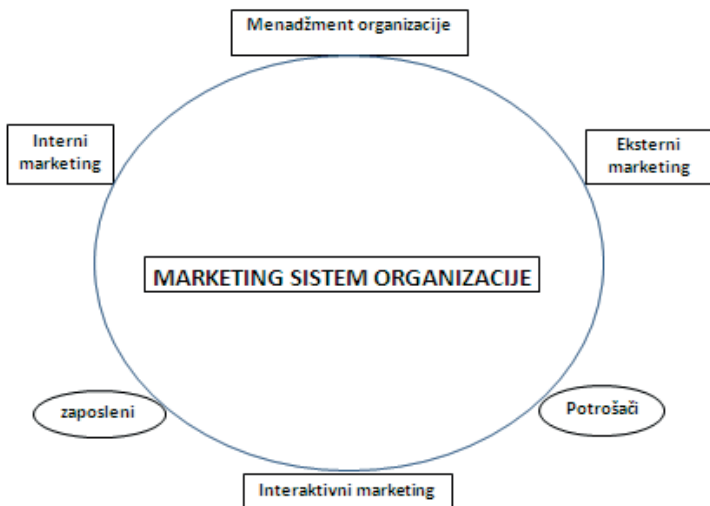 Menadžment organizacije
Interni
marketing
Eksterni
marketing
MARKETING SISTEM ORGANIZACIJE
zaposleni
Potrošači
Interaktivni marketing